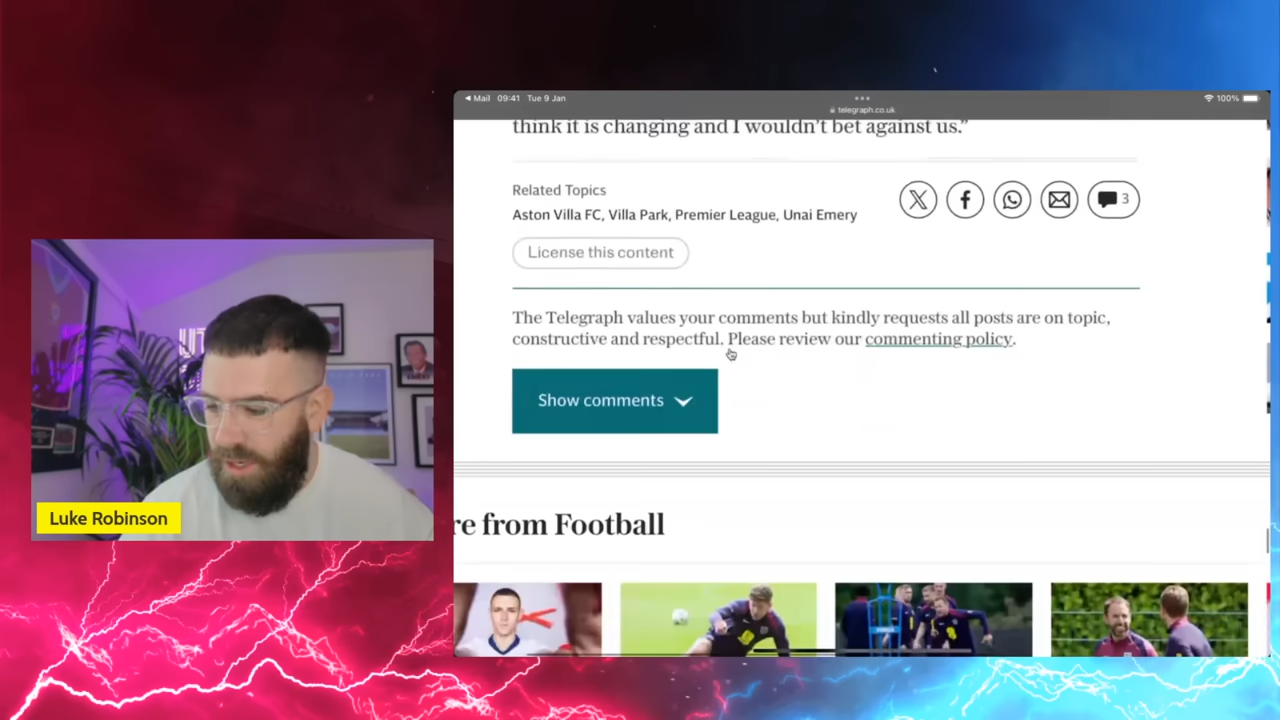 Mail 09:41 Tue 9 Jan
100%
telegraph.co.uk
think it is changing and I wouldn't bet against us.”
Related Topics
Aston Villa FC, Villa Park, Premier League, Unai Emery
3
License this content
The Telegraph values your comments but kindly requests all posts are on topic,
constructive and respectful. Please review our commenting policy.
Show comments
re from Football
UT
Luke Robinson